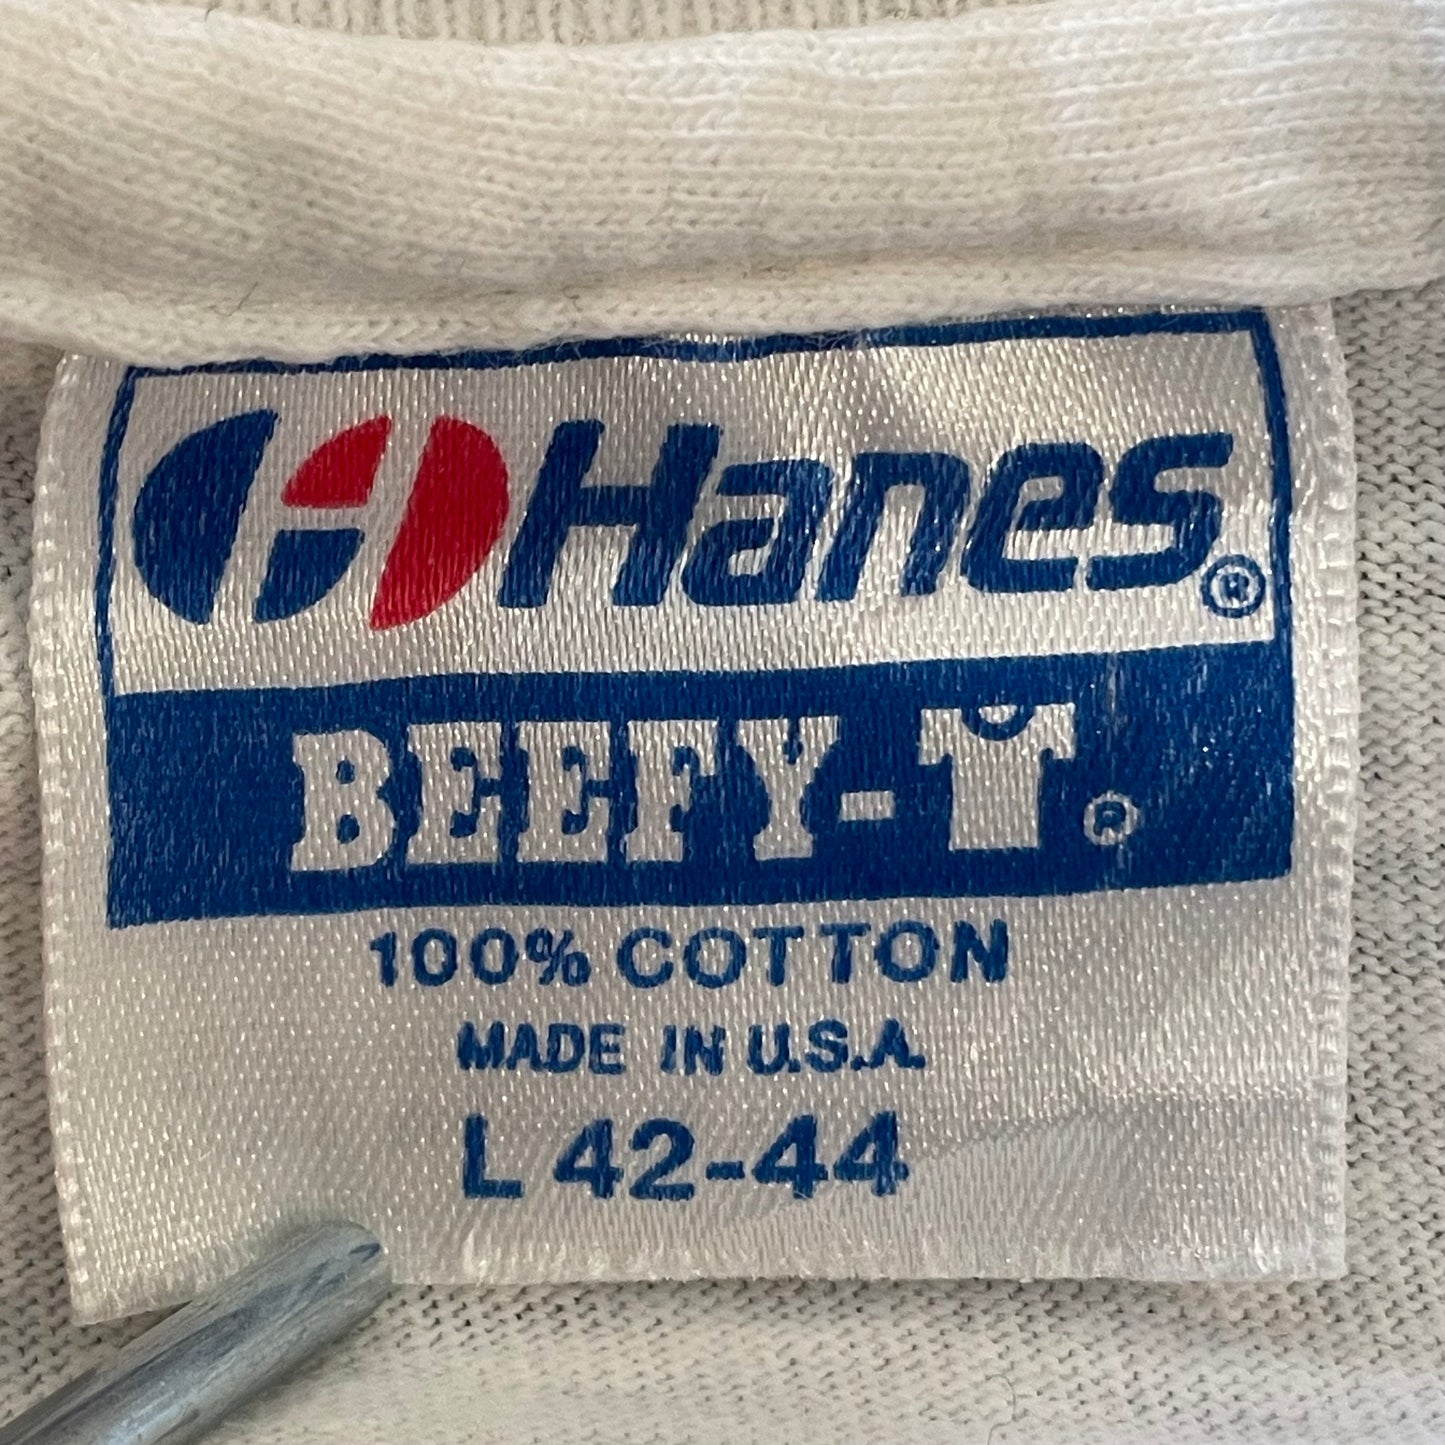 Hanes®
BEEFY-T®
100% COTTON
MADE IN U.S.A.
L 42-44